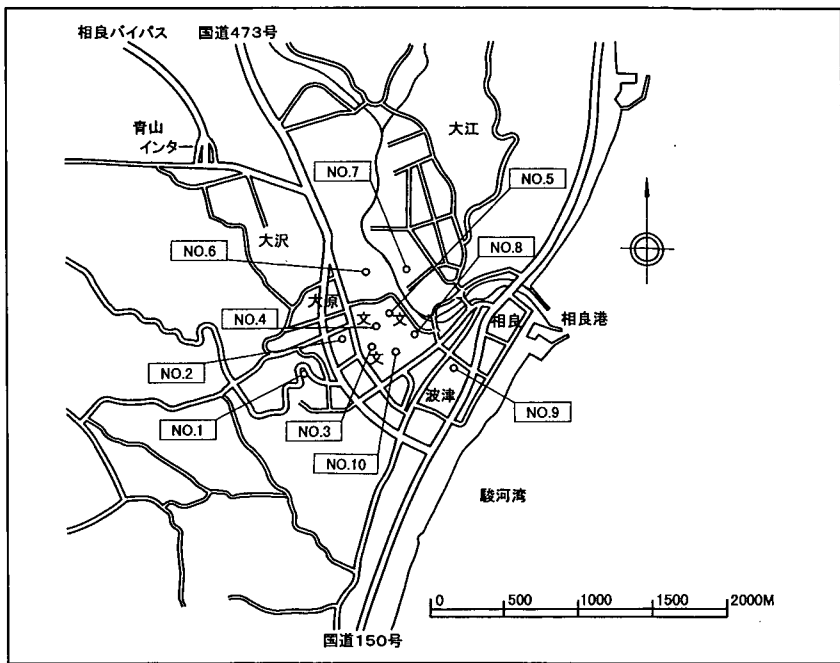 相良バイパス
国道473号
青山
インター
大江
NO.7
NO.5
大沢
NO.8
NO.6
大原
NO.4
文
文
相良
相良港
文
NO.2
波津
NO.1
NO.3
NO.9
NO.10
駿河湾
0 500 1000 1500 2000M
国道150号